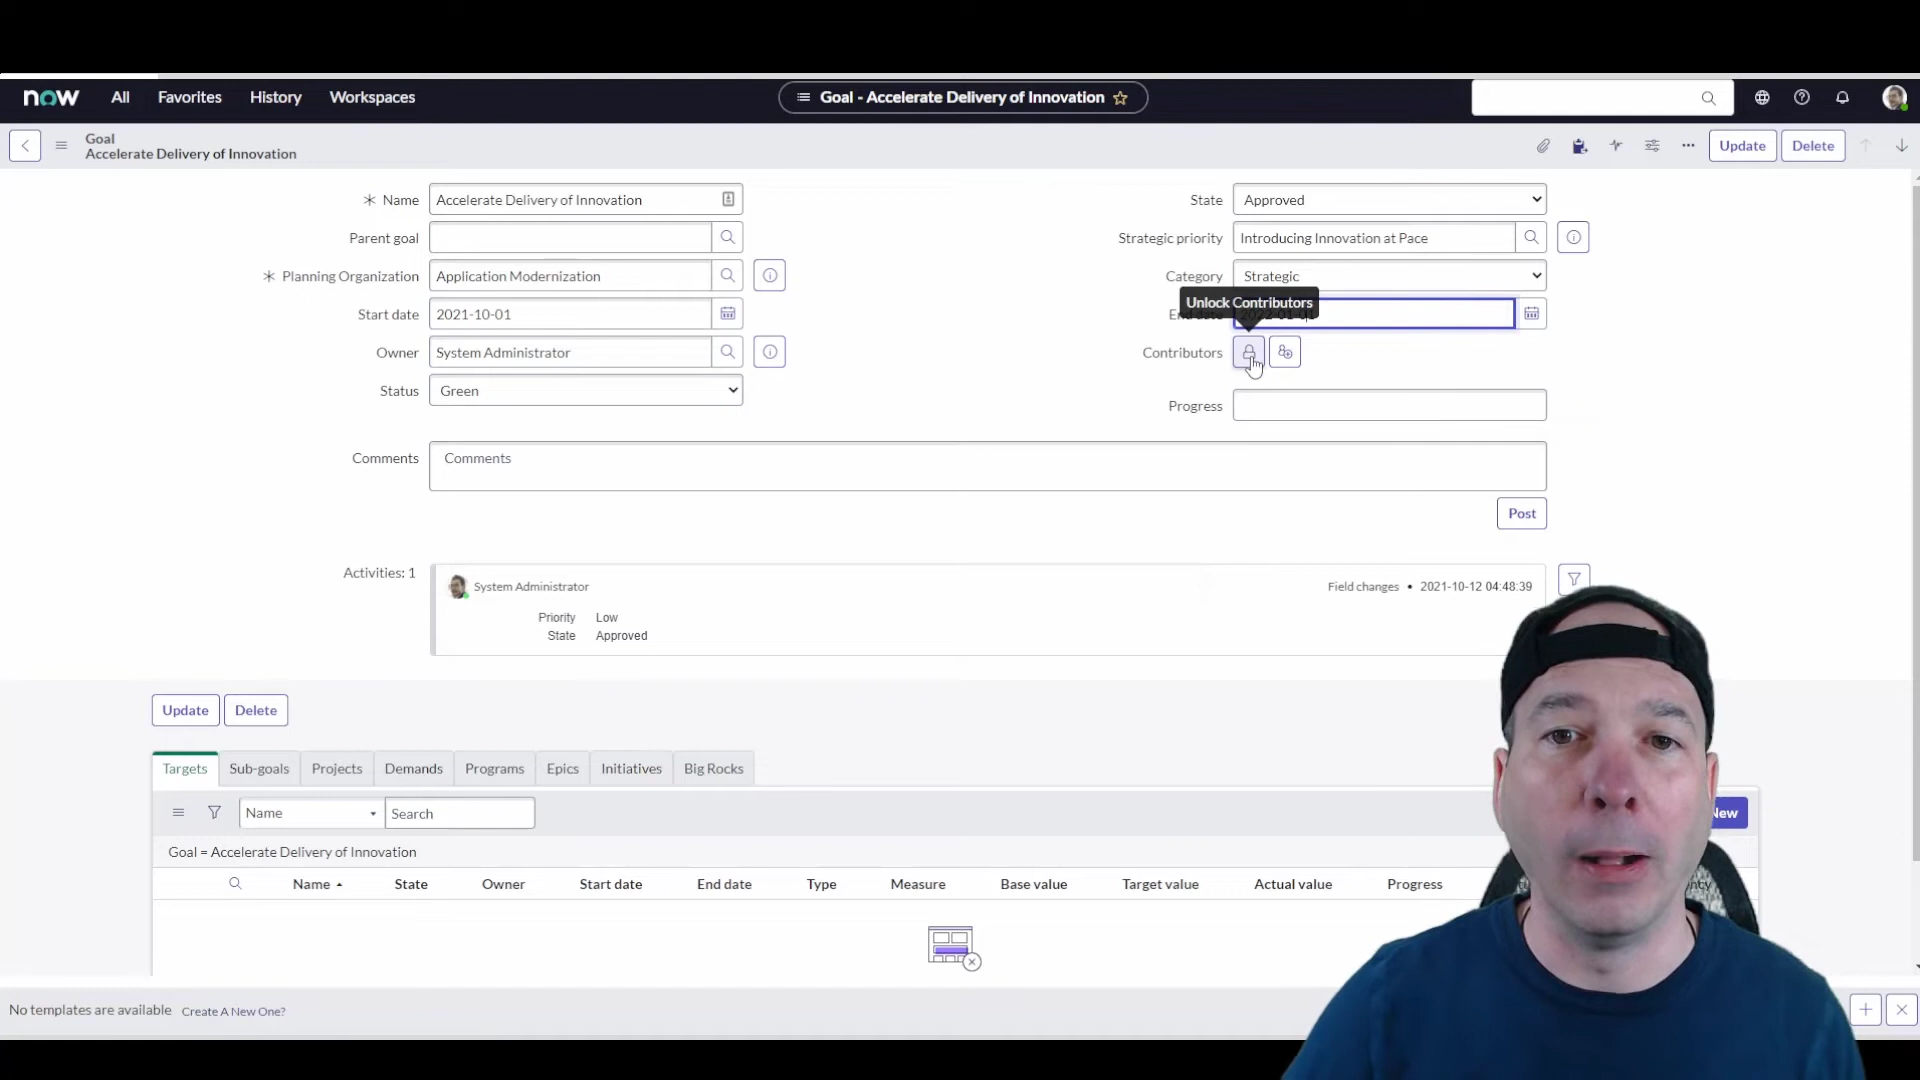 now All Favorites History Workspaces Goal - Accelerate Delivery of Innovation
Goal
Accelerate Delivery of Innovation
Update Delete
Name Accelerate Delivery of Innovation
State Approved
Parent goal
Strategic priority Introducing Innovation at Pace
Planning Organization Application Modernization
Category Strategic
Unlock Contributors
Start date 2021-10-01
End date 2022-01-01
Owner System Administrator
Contributors
Status Green
Progress
Comments Comments
Post
Activities: 1
System Administrator Field changes • 2021-10-12 04:48:39
Priority Low
State Approved
Update Delete
Targets Sub-goals Projects Demands Programs Epics Initiatives Big Rocks
Name Search New
Goal = Accelerate Delivery of Innovation
Name State Owner Start date End date Type Measure Base value Target value Actual value Progress
No templates are available Create A New One?